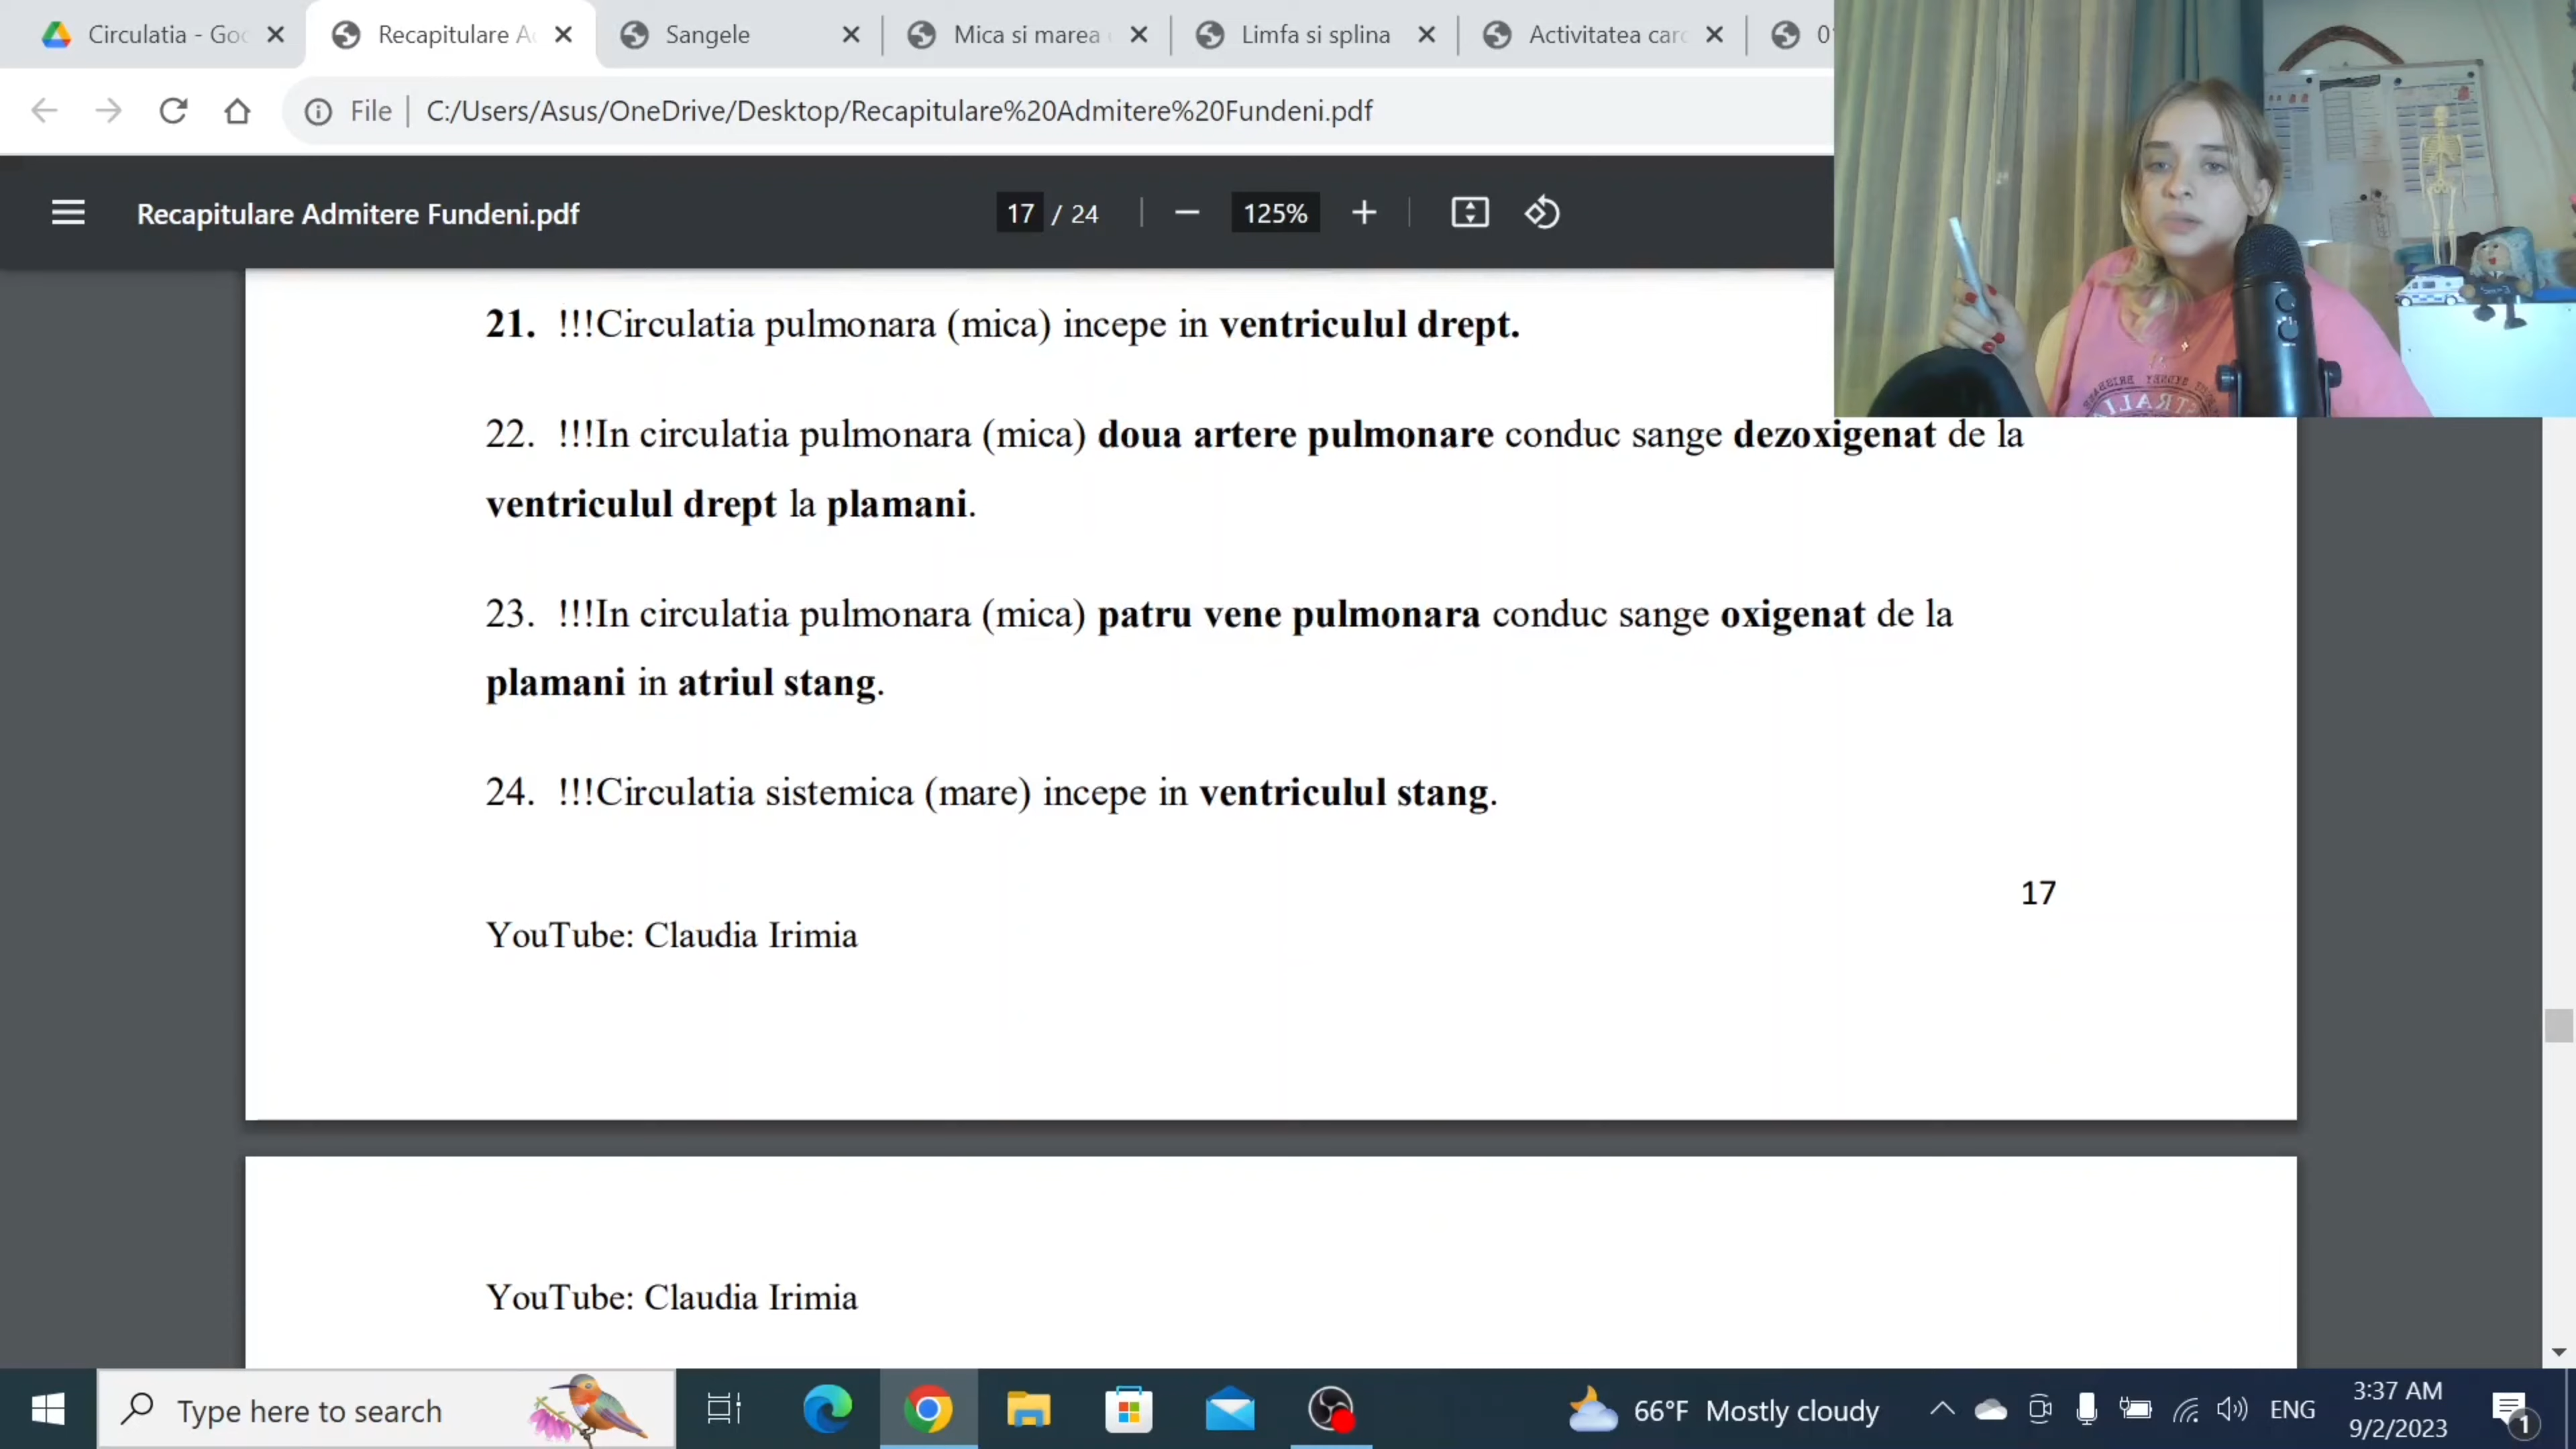 Circulatia - Goo
Recapitulare A
Sangele
Mica si marea
Limfa si splina
Activitatea card
File
C:/Users/Asus/OneDrive/Desktop/Recapitulare%20Admitere%20Fundeni.pdf
Recapitulare Admitere Fundeni.pdf
17 / 24
125%
21. !!!Circulatia pulmonara (mica) incepe in ventriculul drept.
22. !!!In circulatia pulmonara (mica) doua artere pulmonare conduc sange dezoxigenat de la
ventriculul drept la plamani.
23. !!!In circulatia pulmonara (mica) patru vene pulmonara conduc sange oxigenat de la
plamani in atriul stang.
24. !!!Circulatia sistemica (mare) incepe in ventriculul stang.
17
YouTube: Claudia Irimia
YouTube: Claudia Irimia
Type here to search
66°F Mostly cloudy
ENG
3:37 AM
9/2/2023
1